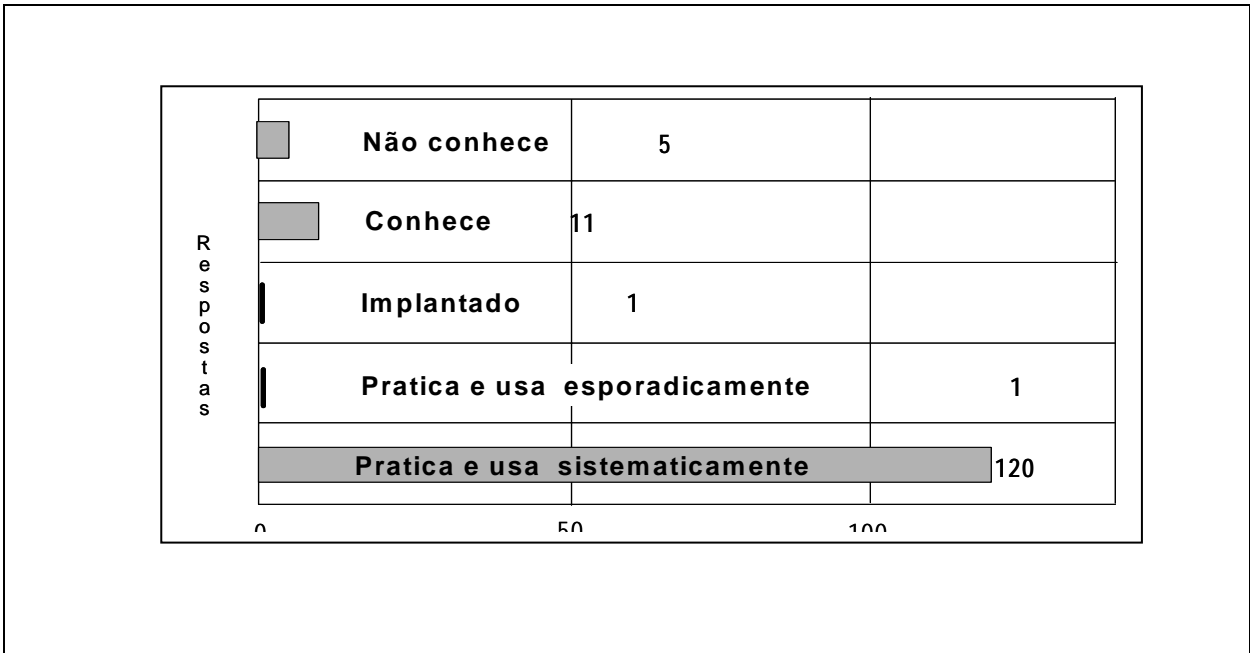 Respostas
Não conhece 5
Conhece 11
Implantado 1
Pratica e usa esporadicamente 1
Pratica e usa sistematicamente 120
0 50 100